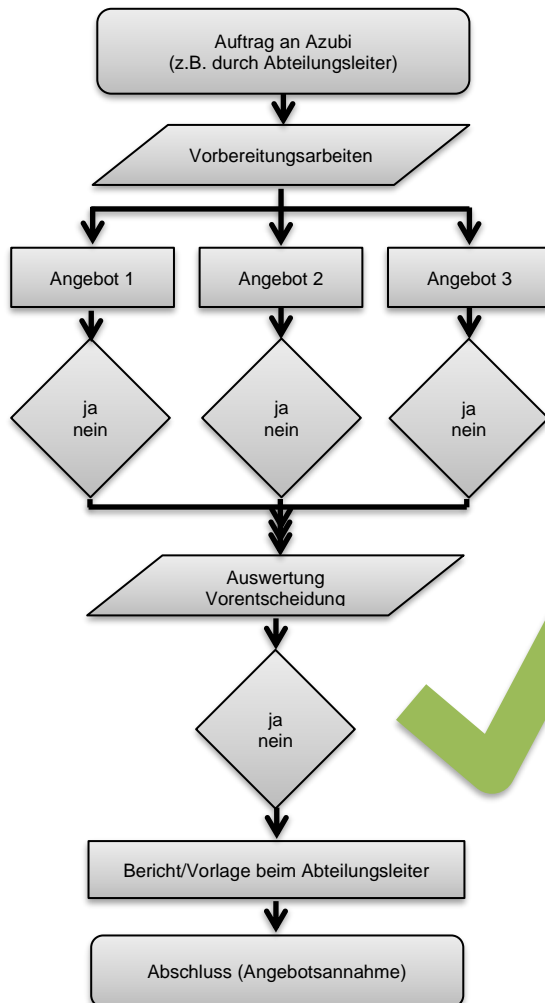 Auftrag an Azubi
(z.B. durch Abteilungsleiter)
Vorbereitungsarbeiten
Angebot 1
Angebot 2
Angebot 3
ja
nein
ja
nein
ja
nein
Auswertung
Vorentscheidung
ja
nein
Bericht/Vorlage beim Abteilungsleiter
Abschluss (Angebotsannahme)